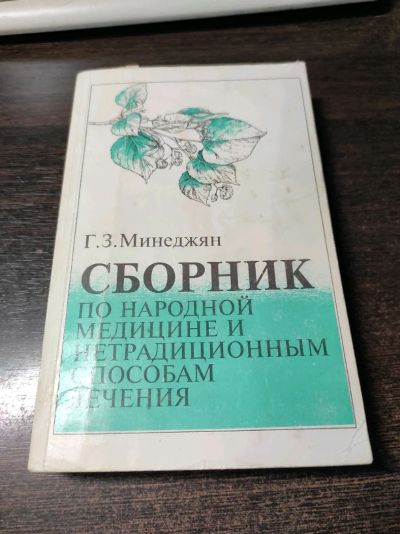 Г.З.Минеджян
СБОРНИК
ПО НАРОДНОЙ
МЕДИЦИНЕ И
НЕТРАДИЦИОННЫМ
СПОСОБАМ
ЛЕЧЕНИЯ